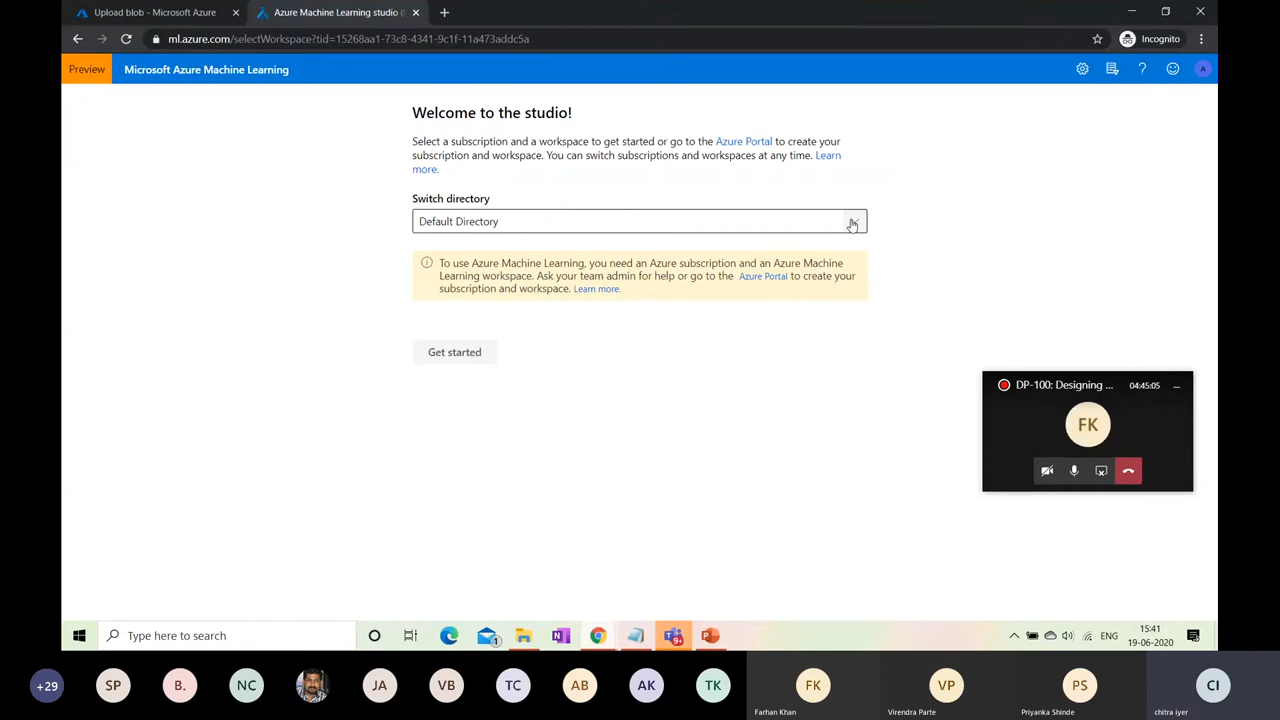 Upload blob - Microsoft Azure
Azure Machine Learning studio (
ml.azure.com/selectWorkspace?tid=15268aa1-73c8-4341-9c1f-11a473addc5a
Incognito
Preview
Microsoft Azure Machine Learning
A
Welcome to the studio!
Select a subscription and a workspace to get started or go to the Azure Portal to create your
subscription and workspace. You can switch subscriptions and workspaces at any time. Learn
more.
Switch directory
Default Directory
To use Azure Machine Learning, you need an Azure subscription and an Azure Machine
Learning workspace. Ask your team admin for help or go to the Azure Portal to create your
subscription and workspace. Learn more.
Get started
DP-100: Designing ... 04:45:05 ...
FK
Type here to search
1
9+
ENG
15:41
19-06-2020
+29 SP B. NC JA VB TC AB AK TK FK VP PS CI
Farhan Khan Virendra Parte Priyanka Shinde chitra iyer